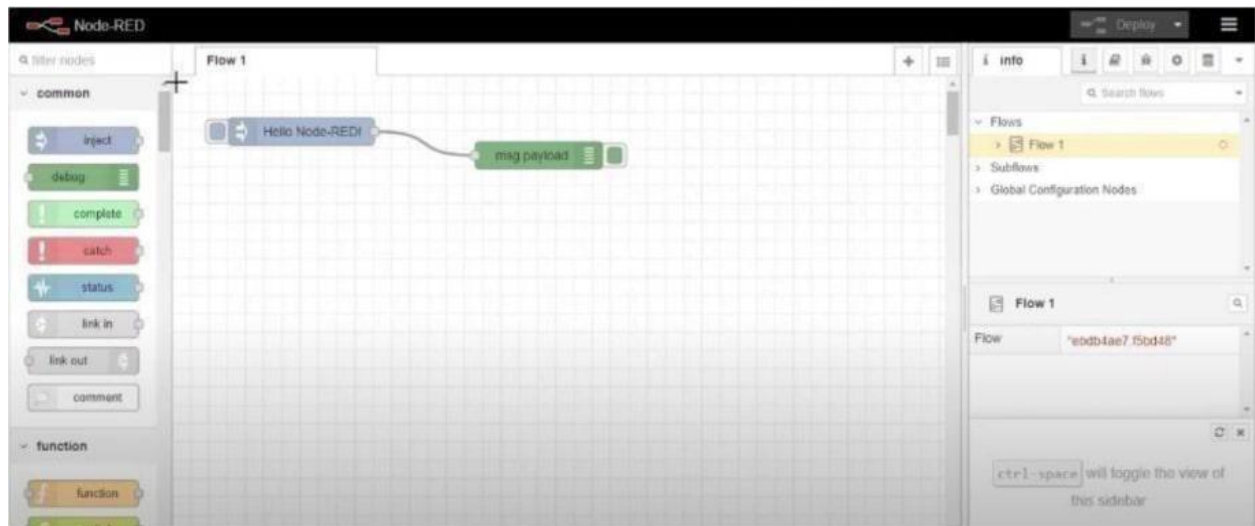 Node-RED
Deploy
filter nodes
Flow 1
info
i
Search flows
common
inject
debug
complete
catch
status
link in
link out
comment
function
function
Hello Node-RED!
msg.payload
Flows
Flow 1
Subflows
Global Configuration Nodes
Flow 1
Flow "ebdb4ae7.f5bd48"
ctrl-space will toggle the view of
this sidebar